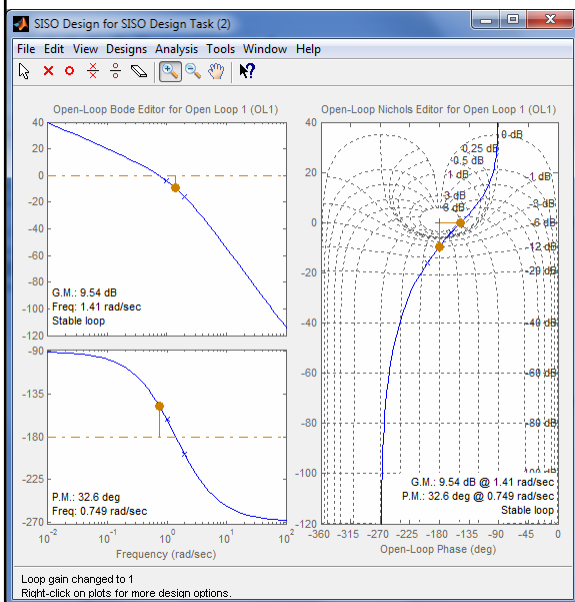 SISO Design for SISO Design Task (2)
File Edit View Designs Analysis Tools Window Help
Open-Loop Bode Editor for Open Loop 1 (OL1)
40
20
0
-20
-40
-60
-80
-100
-120
G.M.: 9.54 dB
Freq: 1.41 rad/sec
Stable loop
-90
-135
-180
-225
-270
P.M.: 32.6 deg
Freq: 0.749 rad/sec
10^-2 10^-1 10^0 10^1 10^2
Frequency (rad/sec)
Open-Loop Nichols Editor for Open Loop 1 (OL1)
40
20
0
-20
-40
-60
-80
-100
-120
0 dB
0.25 dB
0.5 dB
1 dB
3 dB
6 dB
-1 dB
-3 dB
-6 dB
-12 dB
-20 dB
-40 dB
-60 dB
-80 dB
-100 dB
G.M.: 9.54 dB @ 1.41 rad/sec
P.M.: 32.6 deg @ 0.749 rad/sec
Stable loop
-360 -315 -270 -225 -180 -135 -90 -45 0
Open-Loop Phase (deg)
Loop gain changed to 1
Right-click on plots for more design options.